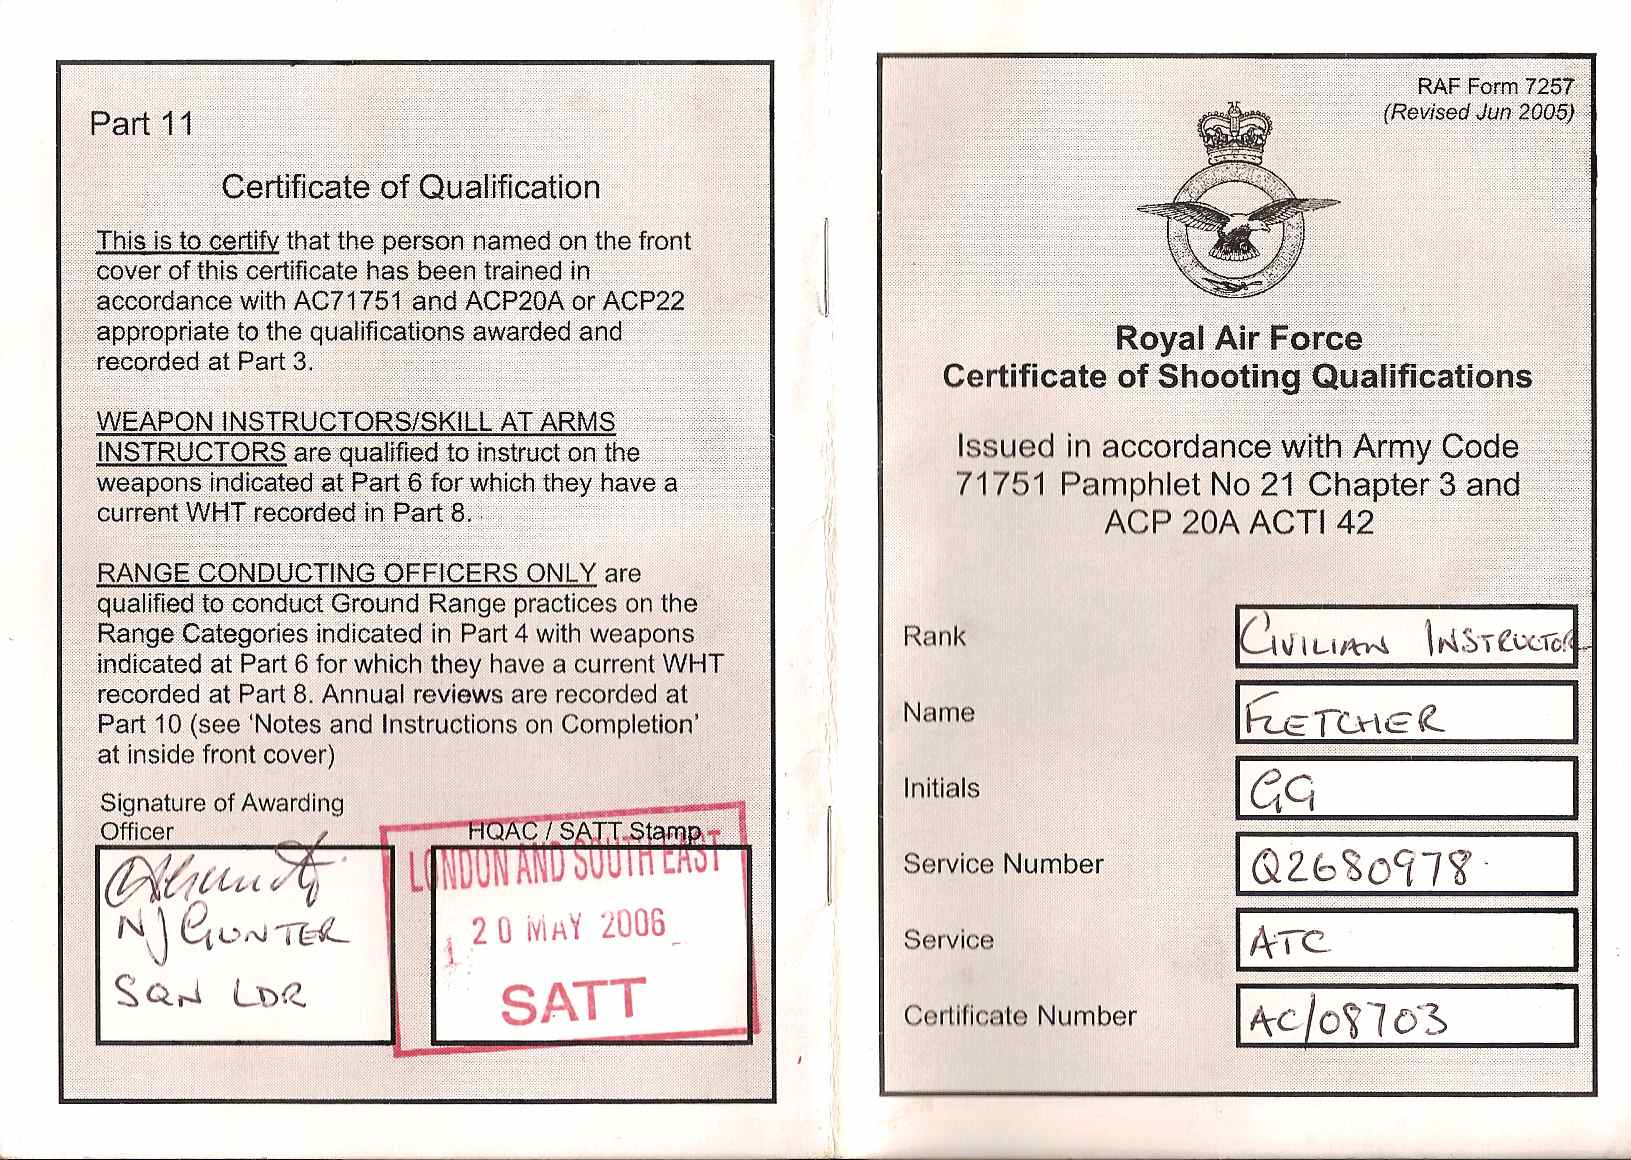 Part 11
Certificate of Qualification
This is to certify that the person named on the front
cover of this certificate has been trained in
accordance with AC71751 and ACP20A or ACP22
appropriate to the qualifications awarded and
recorded at Part 3.
WEAPON INSTRUCTORS/SKILL AT ARMS
INSTRUCTORS are qualified to instruct on the
weapons indicated at Part 6 for which they have a
current WHT recorded in Part 8.
RANGE CONDUCTING OFFICERS ONLY are
qualified to conduct Ground Range practices on the
Range Categories indicated in Part 4 with weapons
indicated at Part 6 for which they have a current WHT
recorded at Part 8. Annual reviews are recorded at
Part 10 (see ‘Notes and Instructions on Completion’
at inside front cover)
Signature of Awarding
Officer
NJ GUNTER
SQN LDR
HQAC / SATT Stamp
LONDON AND SOUTH EAST
20 MAY 2006
SATT
RAF Form 7257
(Revised Jun 2005)
Royal Air Force
Certificate of Shooting Qualifications
Issued in accordance with Army Code
71751 Pamphlet No 21 Chapter 3 and
ACP 20A ACTI 42
Rank CIVILIAN INSTRUCTOR
Name FLETCHER
Initials GG
Service Number Q2680978
Service ATC
Certificate Number AC/08703